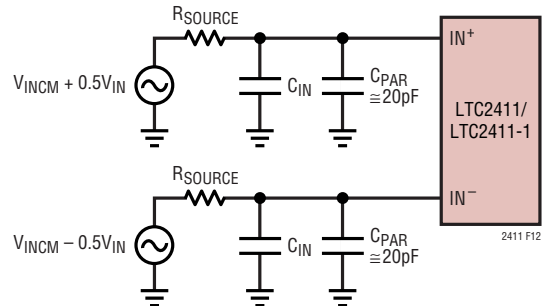 RSOURCE
VINCM + 0.5VIN
CIN
CPAR
≅20pF
IN+
LTC2411/
LTC2411-1
RSOURCE
VINCM – 0.5VIN
CIN
CPAR
≅20pF
IN–
2411 F12